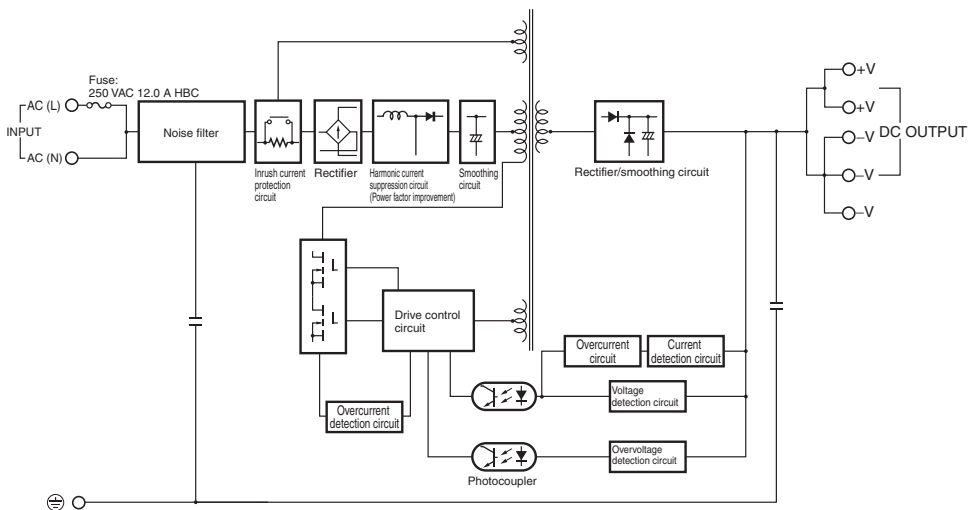 Fuse:
250 VAC 12.0 A HBC
AC (L)
INPUT
AC (N)
Noise filter
Inrush current
protection
circuit
Rectifier
Harmonic current
suppression circuit
(Power factor improvement)
Smoothing
circuit
Rectifier/smoothing circuit
+V
+V
−V
DC OUTPUT
−V
−V
Drive control
circuit
Overcurrent
circuit
Current
detection circuit
Voltage
detection circuit
Overcurrent
detection circuit
Overvoltage
detection circuit
Photocoupler